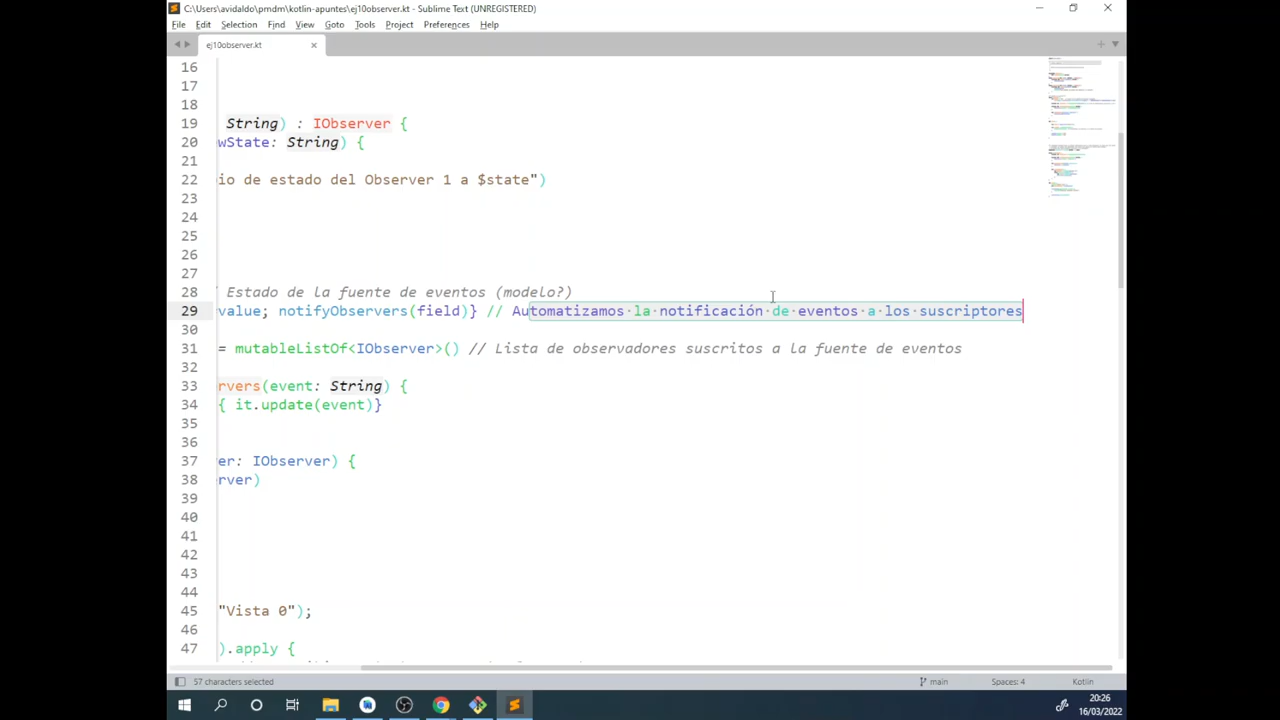 C:\Users\avidaldo\pmdm\kotlin-apuntes\ej10observer.kt - Sublime Text (UNREGISTERED)
File Edit Selection Find View Goto Tools Project Preferences Help
ej10observer.kt
16
17
18
19 String) : IObserver {
20 wState: String) {
21
22 io de estado del Observer 1 a $state")
23
24
25
26
27
28 Estado de la fuente de eventos (modelo?)
29 value; notifyObservers(field)} // Automatizamos la notificación de eventos a los suscriptores
30
31 = mutableListOf<IObserver>() // Lista de observadores suscritos a la fuente de eventos
32
33 rvers(event: String) {
34 { it.update(event)}
35
36
37 er: IObserver) {
38 rver)
39
40
41
42
43
44
45 "Vista 0");
46
47 ).apply {
57 characters selected main Spaces: 4 Kotlin
20:26
16/03/2022